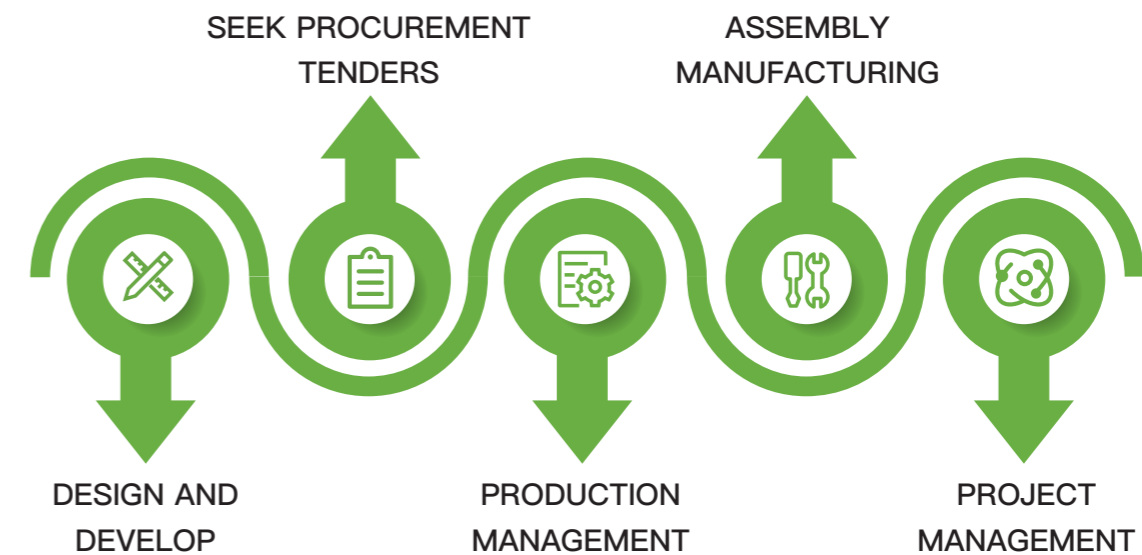 SEEK PROCUREMENT
TENDERS
ASSEMBLY
MANUFACTURING
DESIGN AND
DEVELOP
PRODUCTION
MANAGEMENT
PROJECT
MANAGEMENT